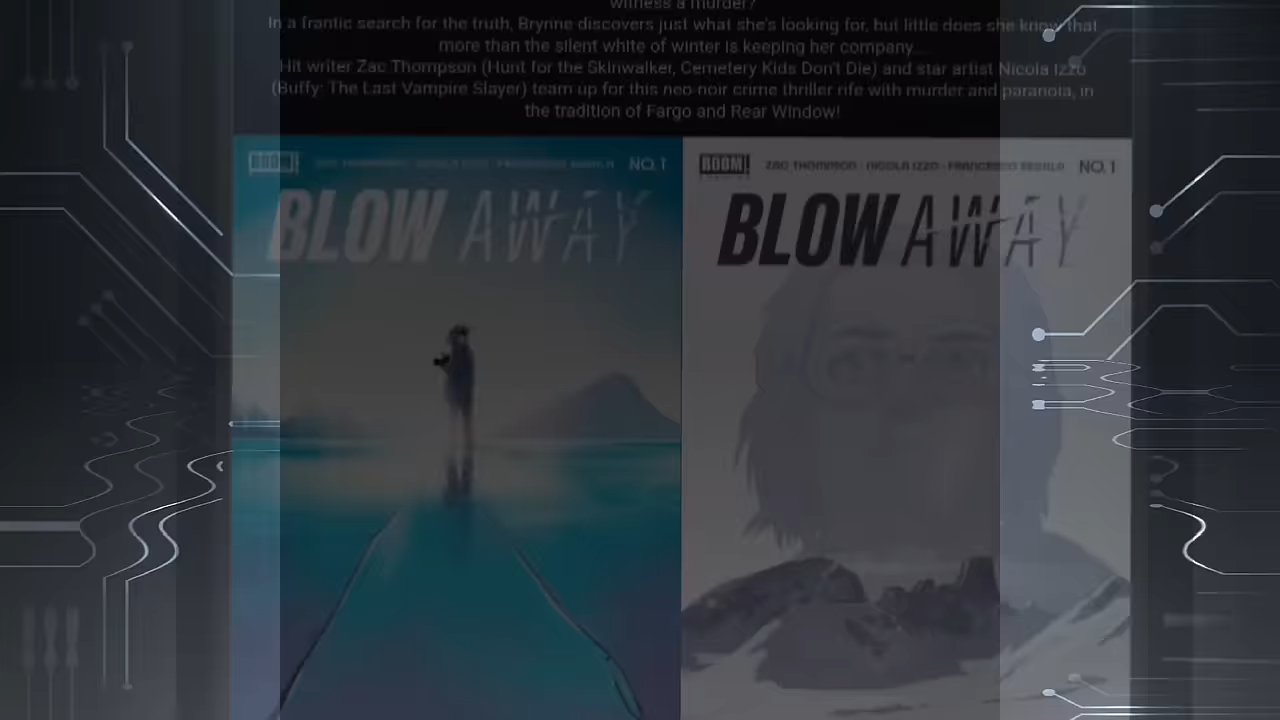 witness a murder?
In a frantic search for the truth, Brynne discovers just what she's looking for, but little does she know that
more than the silent white of winter is keeping her company...
Hit writer Zac Thompson (Hunt for the Skinwalker, Cemetery Kids Don't Die) and star artist Nicola Izzo
(Buffy: The Last Vampire Slayer) team up for this neo noir crime thriller rife with murder and paranoia, in
the tradition of Fargo and Rear Window!
BOOM! NO.1
BLOW AWAY
BOOM! ZAC THOMPSON · NICOLA IZZO · FRANCESCO SEGALA NO.1
BLOW AWAY